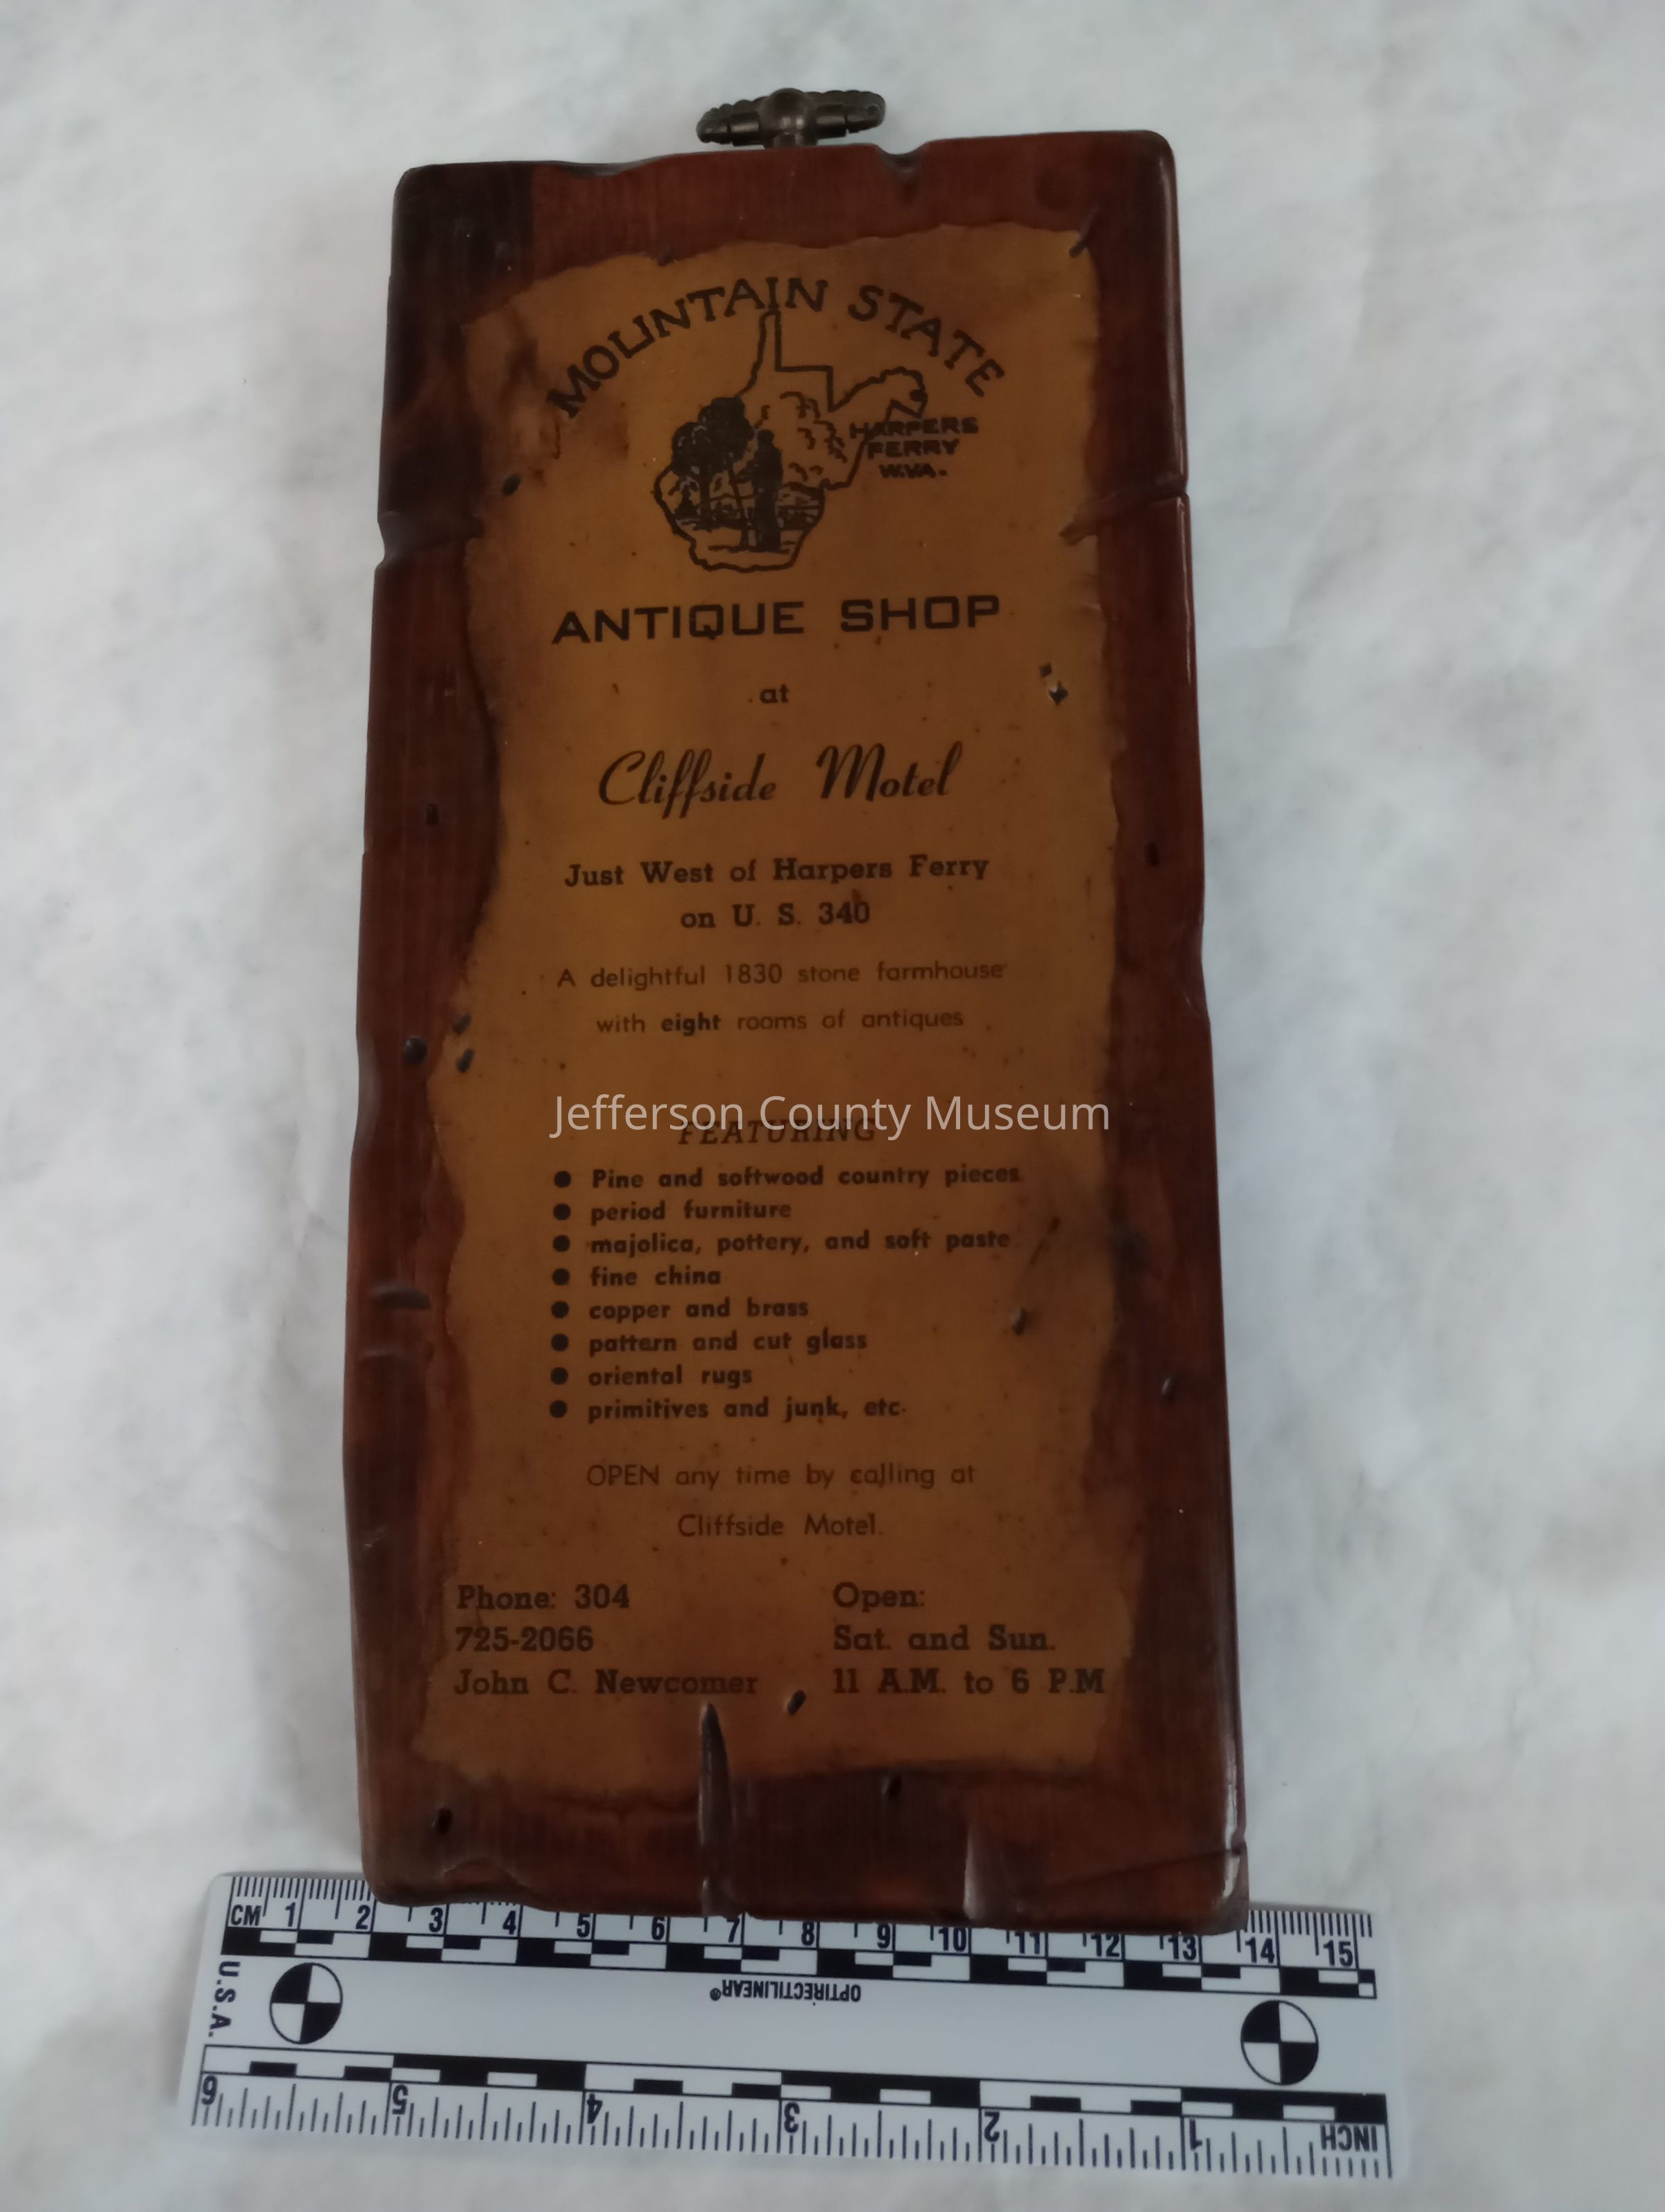 MOUNTAIN STATE
HARPERS
FERRY
W.VA.
ANTIQUE SHOP
at
Cliffside Motel
Just West of Harpers Ferry
on U. S. 340
A delightful 1830 stone farmhouse
with eight rooms of antiques
Jefferson County Museum
FEATURING
● Pine and softwood country pieces
● period furniture
● majolica, pottery, and soft paste
● fine china
● copper and brass
● pattern and cut glass
● oriental rugs
● primitives and junk, etc.
OPEN any time by calling at
Cliffside Motel.
Phone: 304
725-2066
John C. Newcomer
Open:
Sat. and Sun.
11 A.M. to 6 P.M
CM 1 2 3 4 5 6 7 8 9 10 11 12 13 14 15
U.S.A.
OPTIRECTILINEAR®
6 5 4 3 2 1 INCH